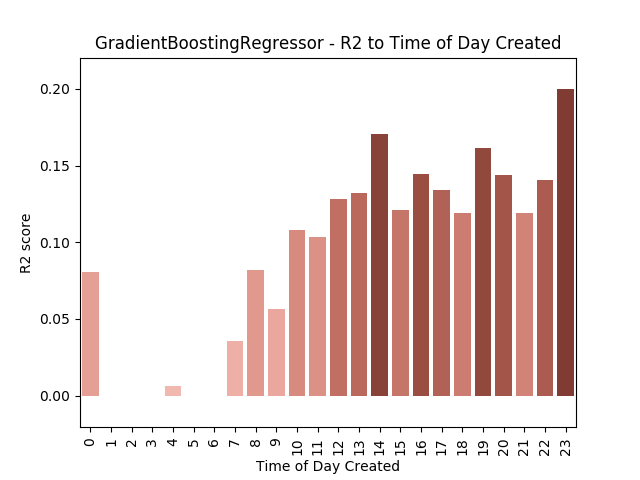 GradientBoostingRegressor - R2 to Time of Day Created
0.20
0.15
0.10
0.05
0.00
R2 score
0 1 2 3 4 5 6 7 8 9 10 11 12 13 14 15 16 17 18 19 20 21 22 23
Time of Day Created